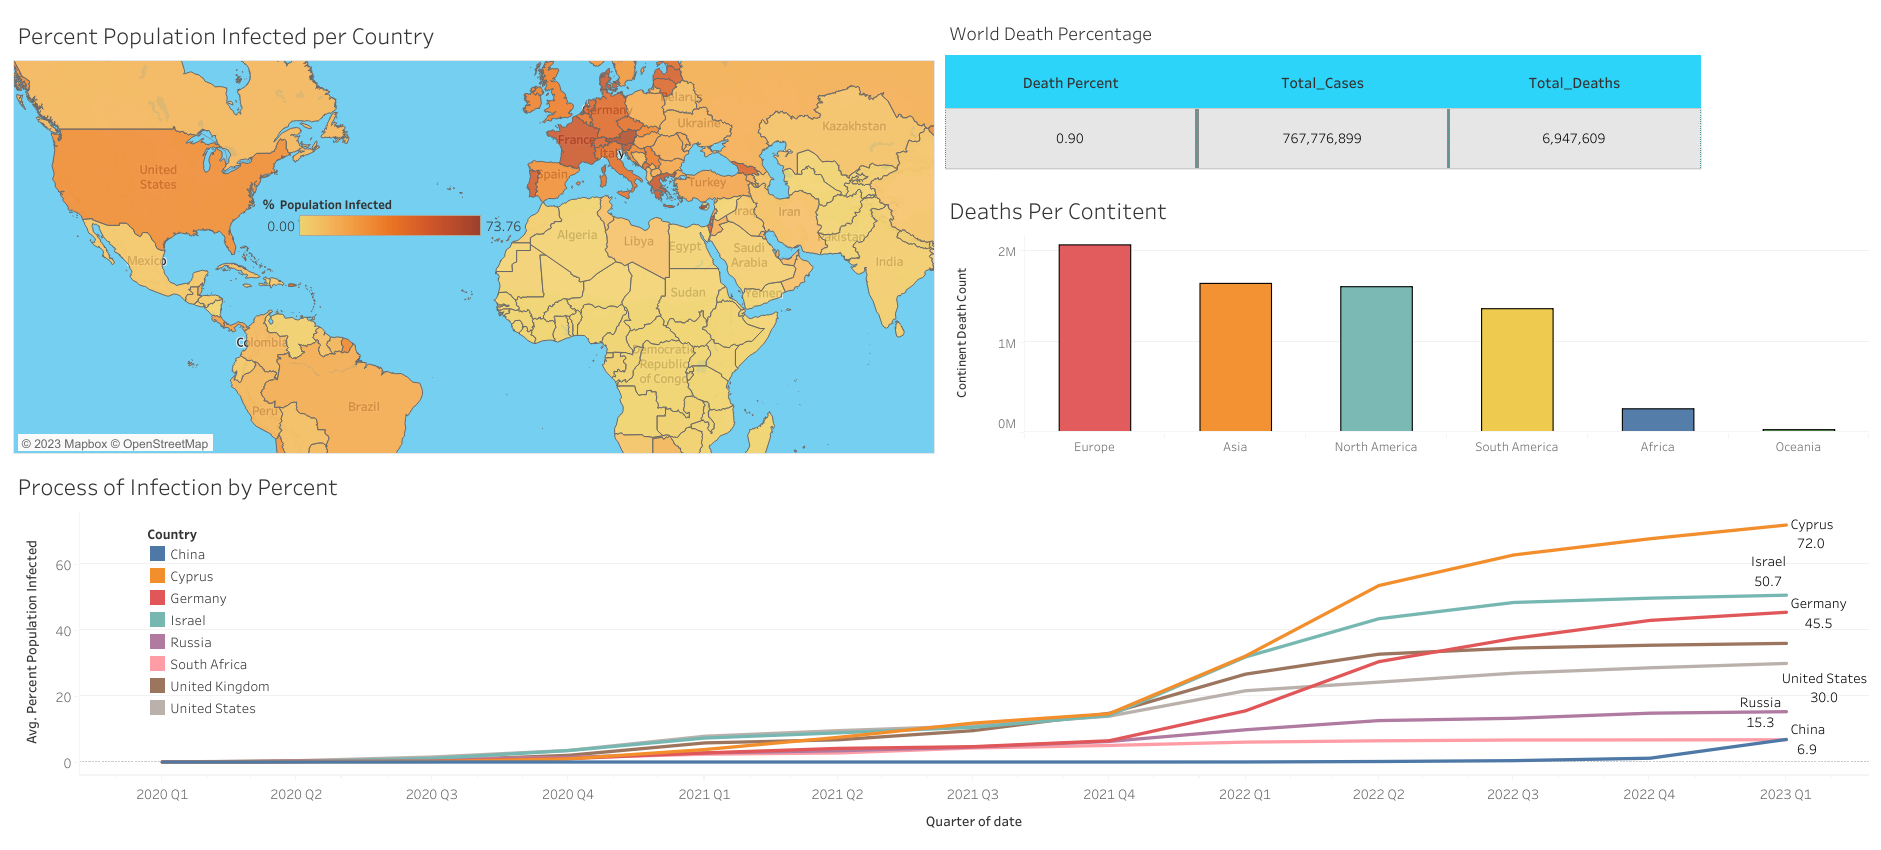 Percent Population Infected per Country
United
States
Mexico
Colombia
Peru
Brazil
Germany
France
Italy
Spain
Belarus
Ukraine
Kazakhstan
Turkey
Iraq
Iran
Pakistan
India
Algeria
Libya
Egypt
Saudi
Arabia
Yemen
Sudan
Democratic
Republic
of Congo
% Population Infected
0.00
73.76
© 2023 Mapbox © OpenStreetMap
World Death Percentage
Death Percent Total_Cases Total_Deaths
0.90 767,776,899 6,947,609
Deaths Per Contitent
Continent Death Count
2M
1M
0M
Europe Asia North America South America Africa Oceania
Process of Infection by Percent
Avg. Percent Population Infected
60
40
20
0
Country
China
Cyprus
Germany
Israel
Russia
South Africa
United Kingdom
United States
Cyprus
72.0
Israel
50.7
Germany
45.5
United States
30.0
Russia
15.3
China
6.9
2020 Q1 2020 Q2 2020 Q3 2020 Q4 2021 Q1 2021 Q2 2021 Q3 2021 Q4 2022 Q1 2022 Q2 2022 Q3 2022 Q4 2023 Q1
Quarter of date